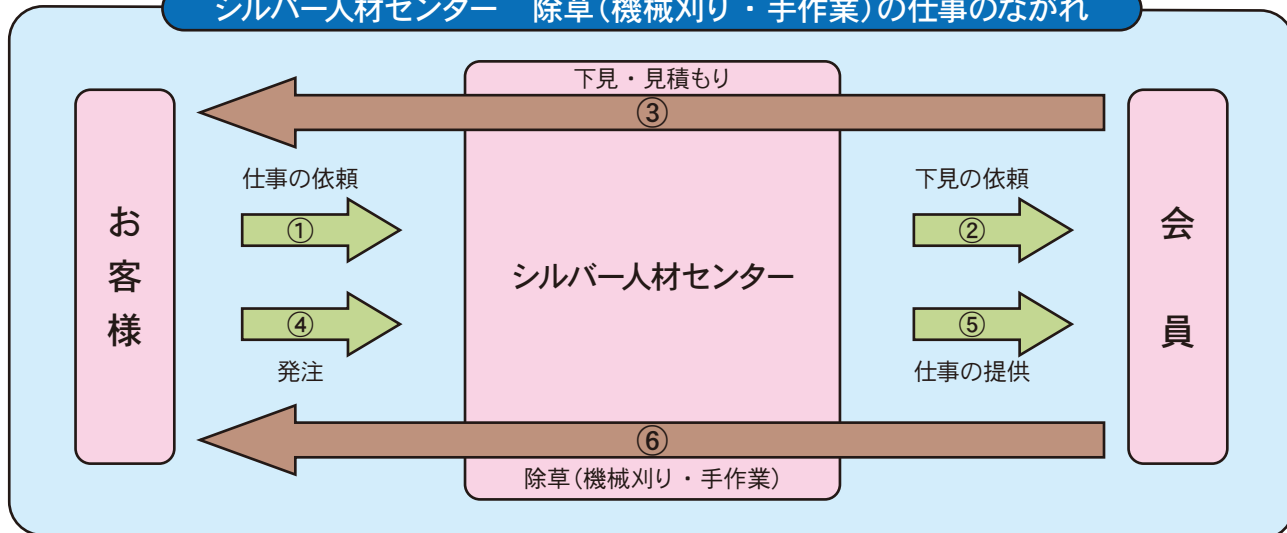 シルバー人材センター　除草(機械刈り・手作業)の仕事のながれ
下見・見積もり
③
仕事の依頼
下見の依頼
①
②
お客様
シルバー人材センター
会員
④
⑤
発注
仕事の提供
⑥
除草(機械刈り・手作業)